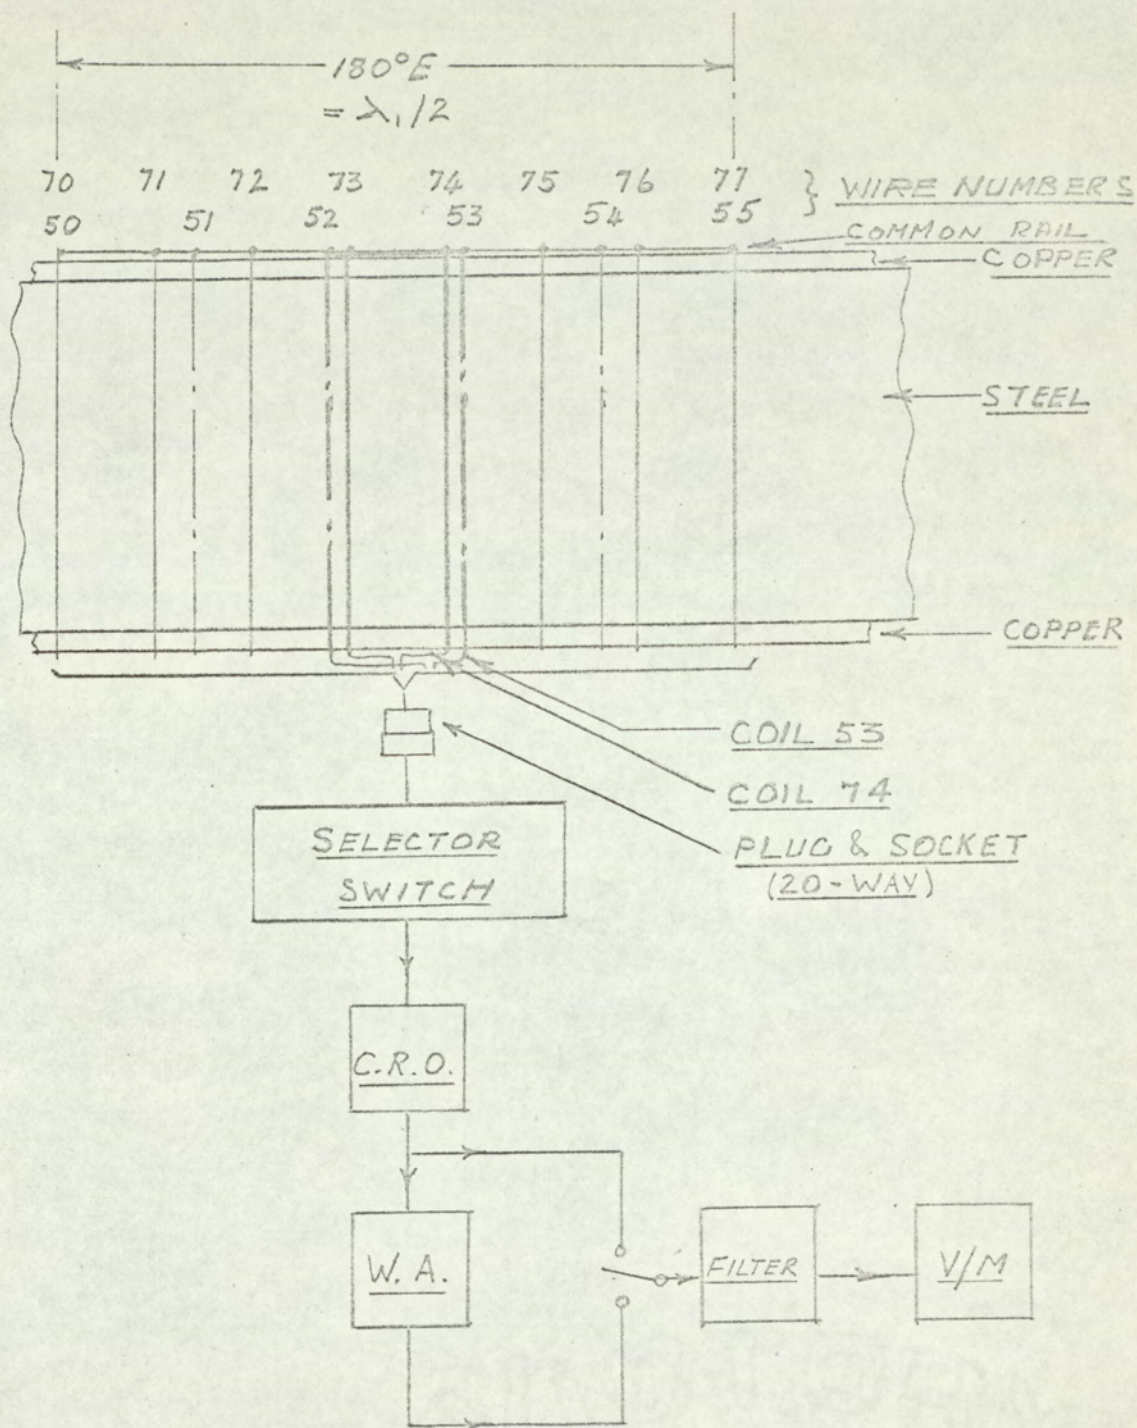 180°E
= λ₁/2
70 71 72 73 74 75 76 77 } WIRE NUMBERS
50 51 52 53 54 55
COMMON RAIL
COPPER
STEEL
COPPER
COIL 53
COIL 74
PLUG & SOCKET
(20-WAY)
SELECTOR
SWITCH
C.R.O.
W.A.
FILTER
V/M